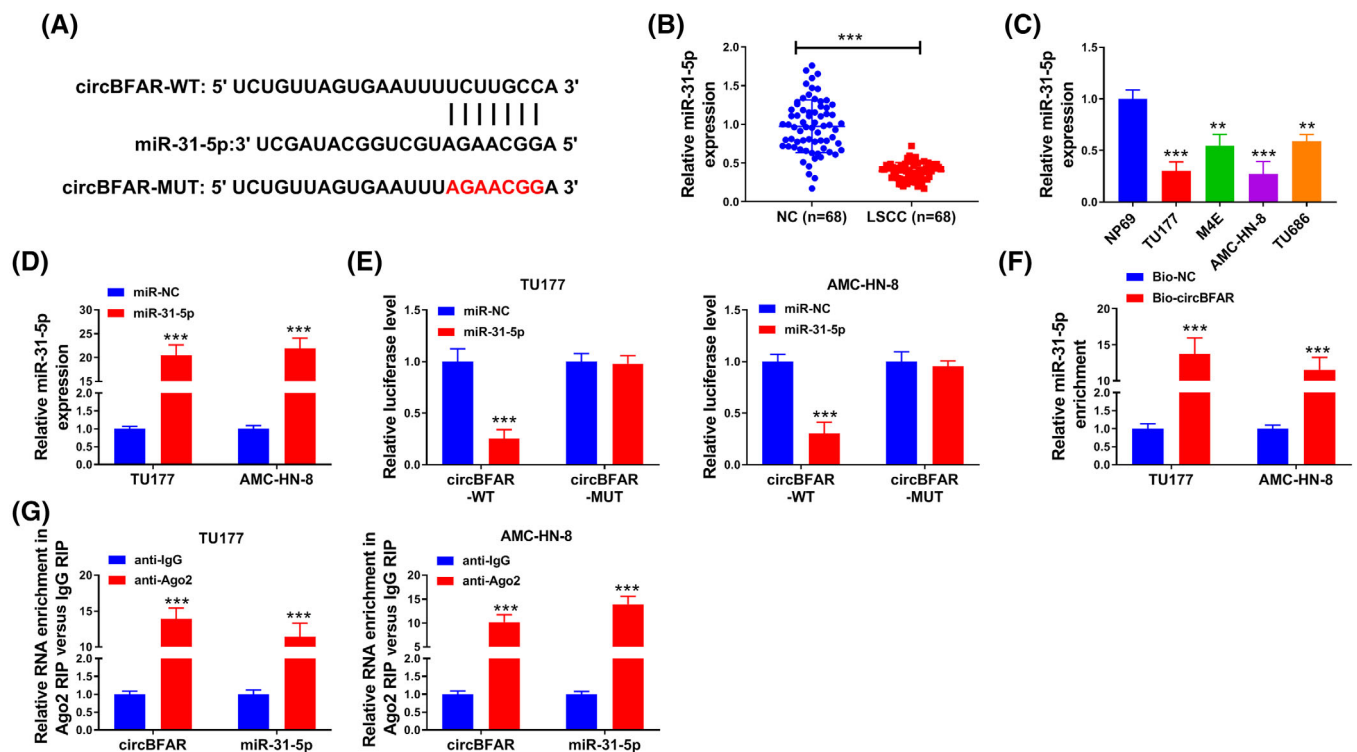 (A)
circBFAR-WT: 5' UCUGUUAGUGAAUUUUCUUGCCA 3'
miR-31-5p:3' UCGAUACGGUCGUAGAACGGA 5'
circBFAR-MUT: 5' UCUGUUAGUGAAUUUAGAACGGA 3'
(B)
Relative miR-31-5p
expression
2.0
1.5
1.0
0.5
0.0
***
NC (n=68)
LSCC (n=68)
(C)
Relative miR-31-5p
expression
1.5
1.0
0.5
0.0
***
**
***
**
NP69
TU177
M4E
AMC-HN-8
TU686
(D)
miR-NC
miR-31-5p
Relative miR-31-5p
expression
30
25
20
15
2.0
1.5
1.0
0.5
0.0
***
***
TU177
AMC-HN-8
(E)
TU177
miR-NC
miR-31-5p
Relative luciferase level
1.5
1.0
0.5
0.0
***
circBFAR
-WT
circBFAR
-MUT
AMC-HN-8
miR-NC
miR-31-5p
Relative luciferase level
1.5
1.0
0.5
0.0
***
circBFAR
-WT
circBFAR
-MUT
(F)
Bio-NC
Bio-circBFAR
Relative miR-31-5p
enrichment
20
15
10
2.0
1.5
1.0
0.5
0.0
***
***
TU177
AMC-HN-8
(G)
TU177
anti-IgG
anti-Ago2
Relative RNA enrichment in
Ago2 RIP versus IgG RIP
20
15
10
2.0
1.5
1.0
0.5
0.0
***
***
circBFAR
miR-31-5p
AMC-HN-8
anti-IgG
anti-Ago2
Relative RNA enrichment in
Ago2 RIP versus IgG RIP
20
15
10
5
2.0
1.5
1.0
0.5
0.0
***
***
circBFAR
miR-31-5p